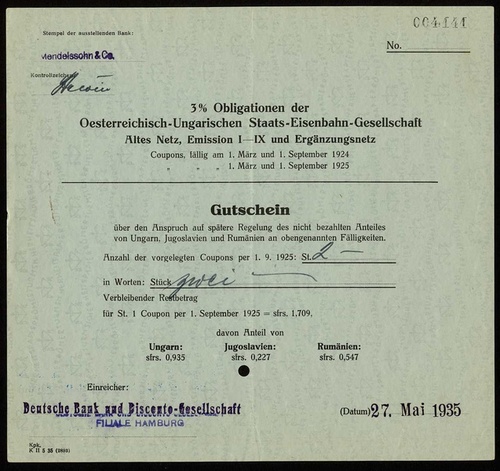 004141
Stempel der ausstellenden Bank:
Mendelssohn & Co.
No.
Kontrollzeichen
3% Obligationen der
Oesterreichisch-Ungarischen Staats-Eisenbahn-Gesellschaft
Altes Netz, Emission I—IX und Ergänzungsnetz
Coupons, fällig am 1. März und 1. September 1924
„ „ „ 1. März und 1. September 1925
Gutschein
über den Anspruch auf spätere Regelung des nicht bezahlten Anteiles
von Ungarn, Jugoslavien und Rumänien an obengenannten Fälligkeiten.
Anzahl der vorgelegten Coupons per 1. 9. 1925: St. 2 —
in Worten: Stück zwei —
Verbleibender Restbetrag
für St. 1 Coupon per 1. September 1925 = sfrs. 1,709,
davon Anteil von
Ungarn: Jugoslavien: Rumänien:
sfrs. 0,935 sfrs. 0,227 sfrs. 0,547
Einreicher:
Deutsche Bank und Disconto-Gesellschaft
FILIALE HAMBURG
(Datum) 27. Mai 1935
Kpk.
K II 5 35 (2893)